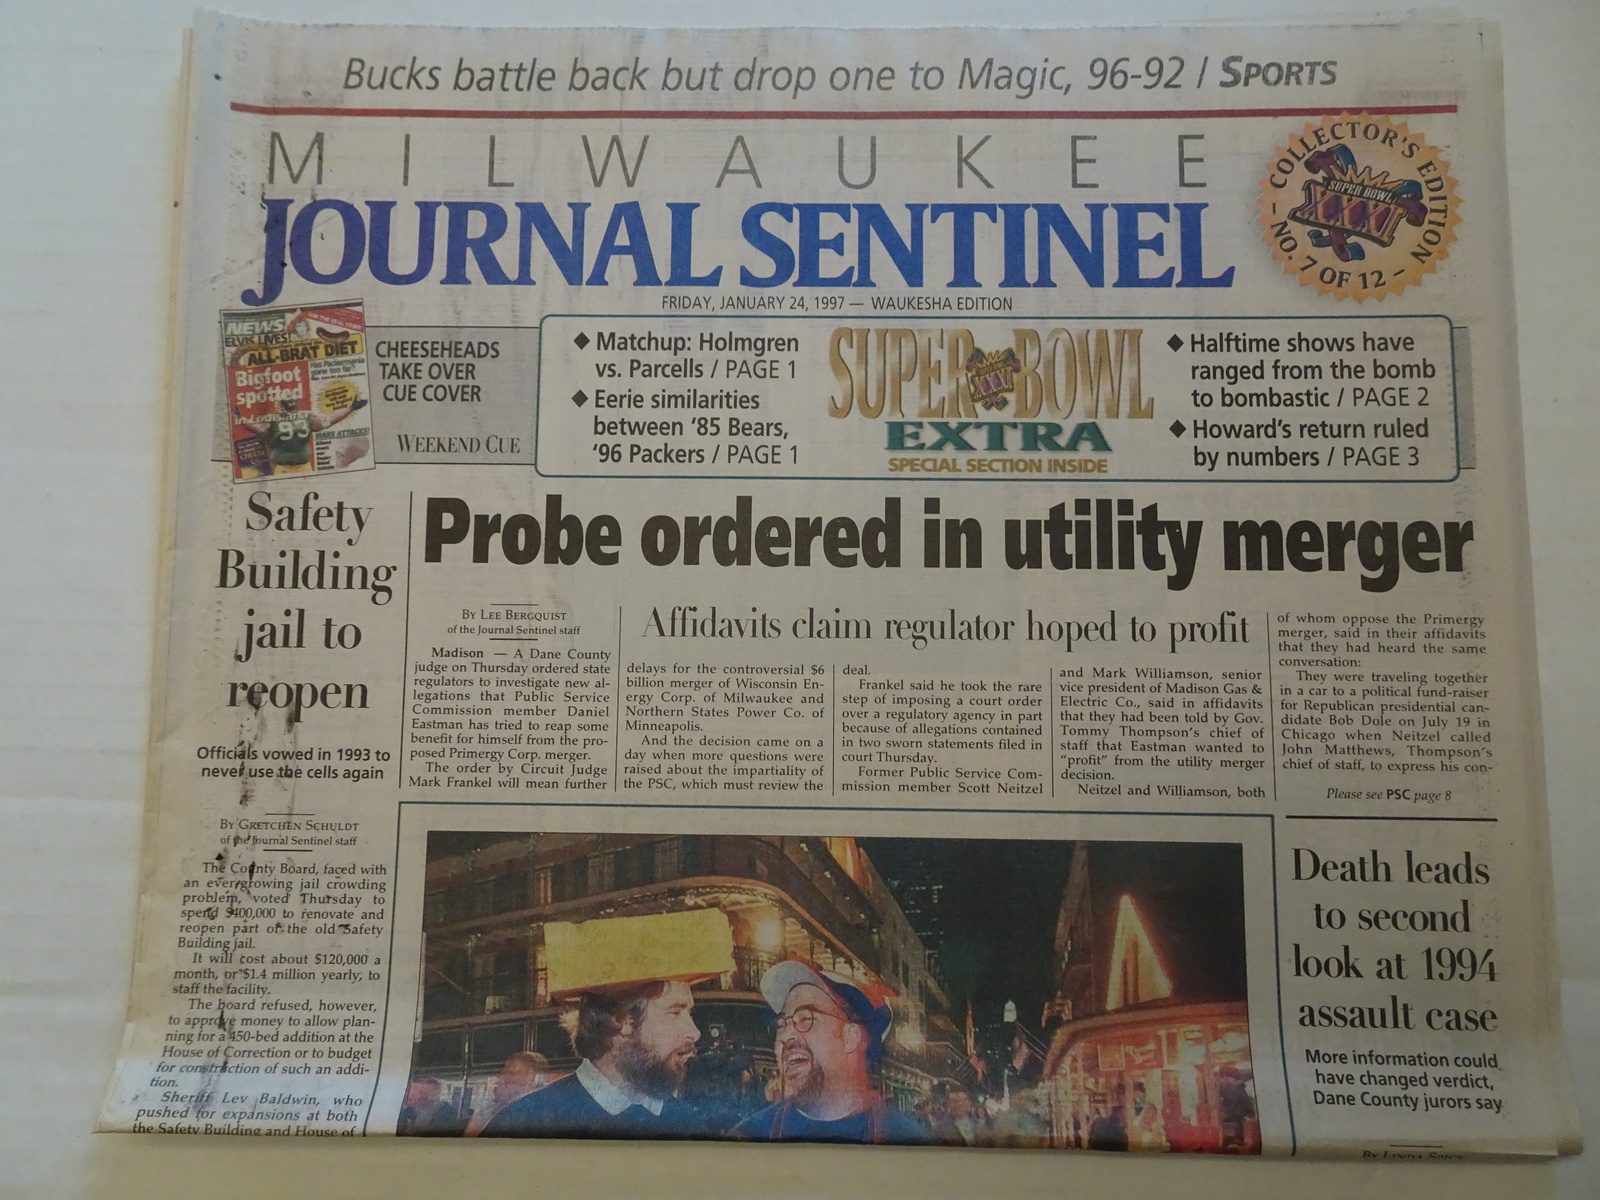 Bucks battle back but drop one to Magic, 96-92 / SPORTS
MILWAUKEE
JOURNAL SENTINEL
COLLECTOR'S EDITION
SUPER BOWL
XXXI
– NO. 7 OF 12 –
FRIDAY, JANUARY 24, 1997 — WAUKESHA EDITION
NEWS
ELVIS LIVES!
ALL-BRAT DIET
Bigfoot
spotted
93
MARS ATTACKS!
CHEESEHEADS
TAKE OVER
CUE COVER
WEEKEND CUE
◆ Matchup: Holmgren
vs. Parcells / PAGE 1
◆ Eerie similarities
between '85 Bears,
'96 Packers / PAGE 1
SUPER BOWL
XXXI
EXTRA
SPECIAL SECTION INSIDE
◆ Halftime shows have
ranged from the bomb
to bombastic / PAGE 2
◆ Howard's return ruled
by numbers / PAGE 3
Safety
Building
jail to
reopen
Officials vowed in 1993 to
never use the cells again
BY GRETCHEN SCHULDT
of the Journal Sentinel staff
The County Board, faced with
an ever-growing jail crowding
problem, voted Thursday to
spend $400,000 to renovate and
reopen part of the old Safety
Building jail.
It will cost about $120,000 a
month, or $1.4 million yearly, to
staff the facility.
The board refused, however,
to approve money to allow plan-
ning for a 450-bed addition at the
House of Correction or to budget
for construction of such an addi-
tion.
Sheriff Lev Baldwin, who
pushed for expansions at both
the Safety Building and House of
Probe ordered in utility merger
Affidavits claim regulator hoped to profit
BY LEE BERGQUIST
of the Journal Sentinel staff
Madison — A Dane County
judge on Thursday ordered state
regulators to investigate new al-
legations that Public Service
Commission member Daniel
Eastman has tried to reap some
benefit for himself from the pro-
posed Primergy Corp. merger.
The order by Circuit Judge
Mark Frankel will mean further
delays for the controversial $6
billion merger of Wisconsin En-
ergy Corp. of Milwaukee and
Northern States Power Co. of
Minneapolis.
And the decision came on a
day when more questions were
raised about the impartiality of
the PSC, which must review the
deal.
Frankel said he took the rare
step of imposing a court order
over a regulatory agency in part
because of allegations contained
in two sworn statements filed in
court Thursday.
Former Public Service Com-
mission member Scott Neitzel
and Mark Williamson, senior
vice president of Madison Gas &
Electric Co., said in affidavits
that they had been told by Gov.
Tommy Thompson's chief of
staff that Eastman wanted to
"profit" from the utility merger
decision.
Neitzel and Williamson, both
of whom oppose the Primergy
merger, said in their affidavits
that they had heard the same
conversation:
They were traveling together
in a car to a political fund-raiser
for Republican presidential can-
didate Bob Dole on July 19 in
Chicago when Neitzel called
John Matthews, Thompson's
chief of staff, to express his con-
Please see PSC page 8
Death leads
to second
look at 1994
assault case
More information could
have changed verdict,
Dane County jurors say